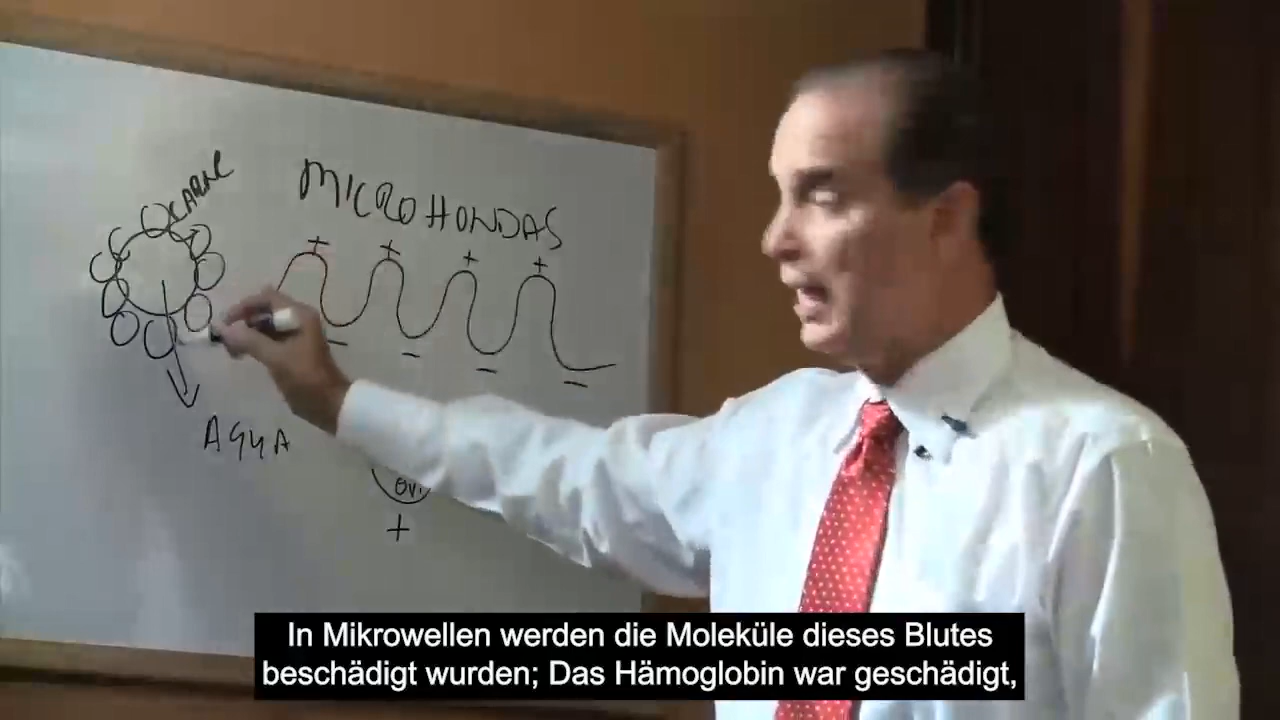 CARNE
MICROHONDAS
+ + + +
- - - -
AGUA
+
In Mikrowellen werden die Moleküle dieses Blutes
beschädigt wurden; Das Hämoglobin war geschädigt,